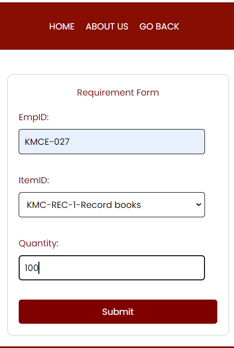 HOME ABOUT US GO BACK
Requirement Form
EmpID:
KMCE-027
ItemID:
KMC-REC-1-Record books
Quantity:
100
Submit